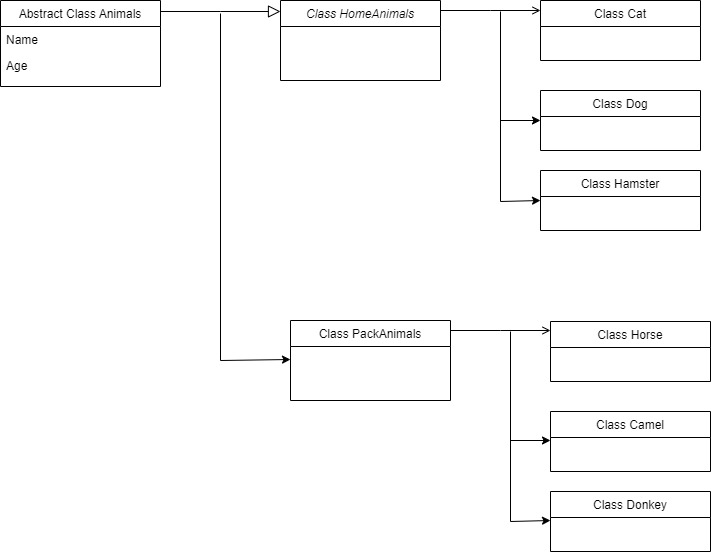 Abstract Class Animals
Name
Age
Class HomeAnimals
Class Cat
Class Dog
Class Hamster
Class PackAnimals
Class Horse
Class Camel
Class Donkey